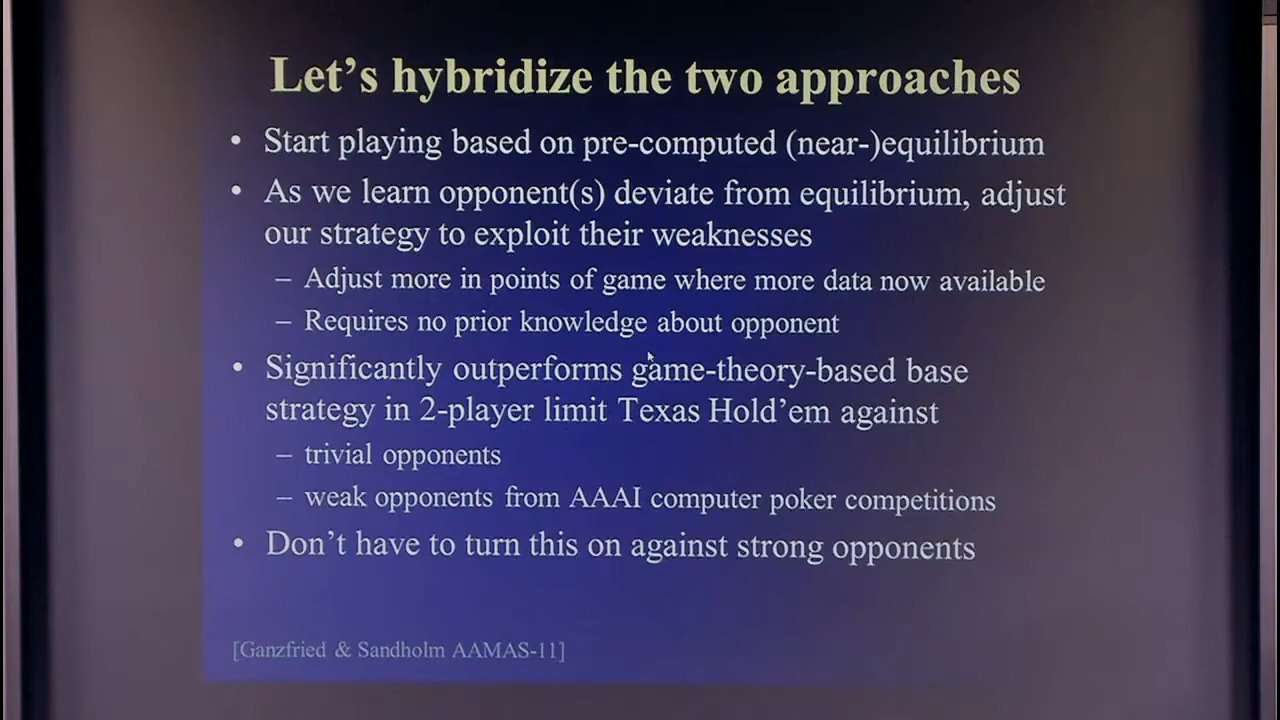 Let's hybridize the two approaches
• Start playing based on pre-computed (near-)equilibrium
• As we learn opponent(s) deviate from equilibrium, adjust
our strategy to exploit their weaknesses
– Adjust more in points of game where more data now available
– Requires no prior knowledge about opponent
• Significantly outperforms game-theory-based base
strategy in 2-player limit Texas Hold'em against
– trivial opponents
– weak opponents from AAAI computer poker competitions
• Don't have to turn this on against strong opponents
[Ganzfried & Sandholm AAMAS-11]